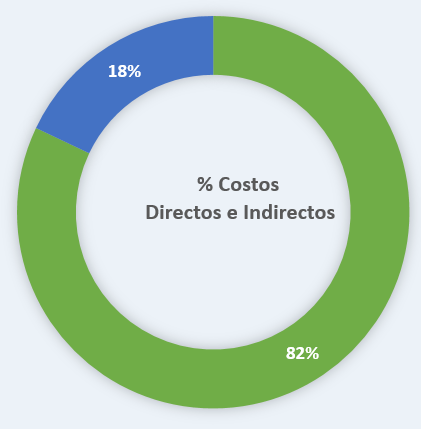 18%
% Costos
Directos e Indirectos
82%